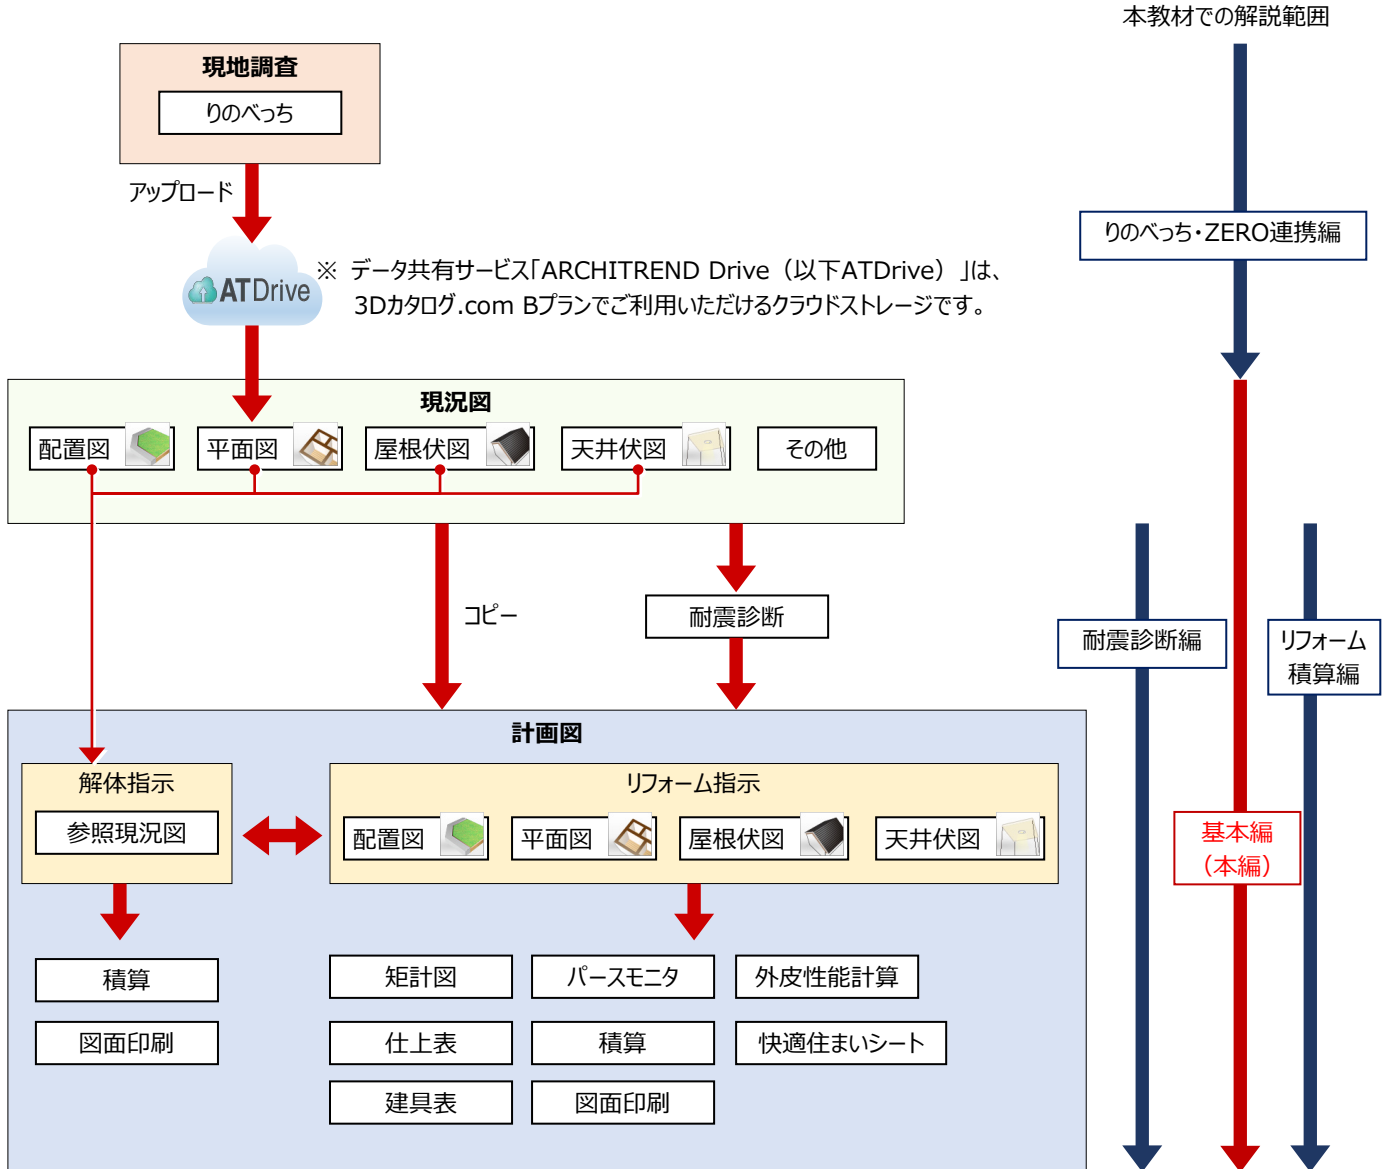 本教材での解説範囲
現地調査
りのべっち
アップロード
ATDrive
※ データ共有サービス「ARCHITREND Drive（以下ATDrive）」は、
3Dカタログ.com Bプランでご利用いただけるクラウドストレージです。
りのべっち・ZERO連携編
現況図
配置図
平面図
屋根伏図
天井伏図
その他
コピー
耐震診断
耐震診断編
リフォーム
積算編
計画図
解体指示
参照現況図
リフォーム指示
配置図
平面図
屋根伏図
天井伏図
基本編
（本編）
積算
図面印刷
矩計図
パースモニタ
外皮性能計算
仕上表
積算
快適住まいシート
建具表
図面印刷